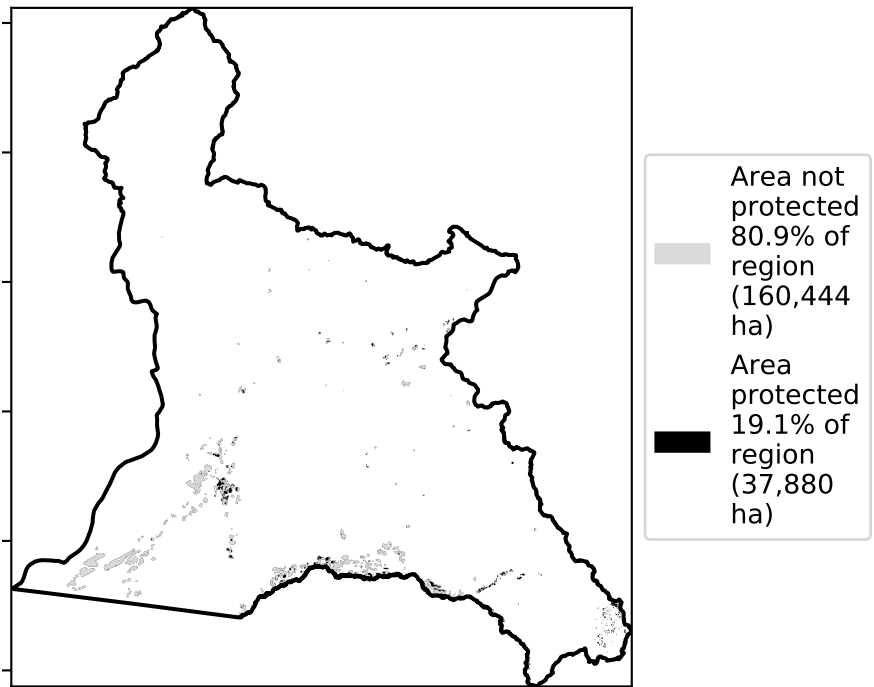 Area not
protected
80.9% of
region
(160,444
ha)
Area
protected
19.1% of
region
(37,880
ha)